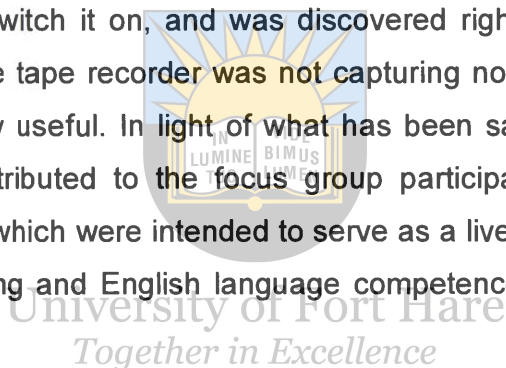 witch it on, and was discovered righ
e tape recorder was not capturing no
y useful. In light of what has been sa
IN VIDE
LUMINE BIMUS
TUO LUMEN
tributed to the focus group participa
which were intended to serve as a live
ng and English language competenc
University of Fort Hare
Together in Excellence